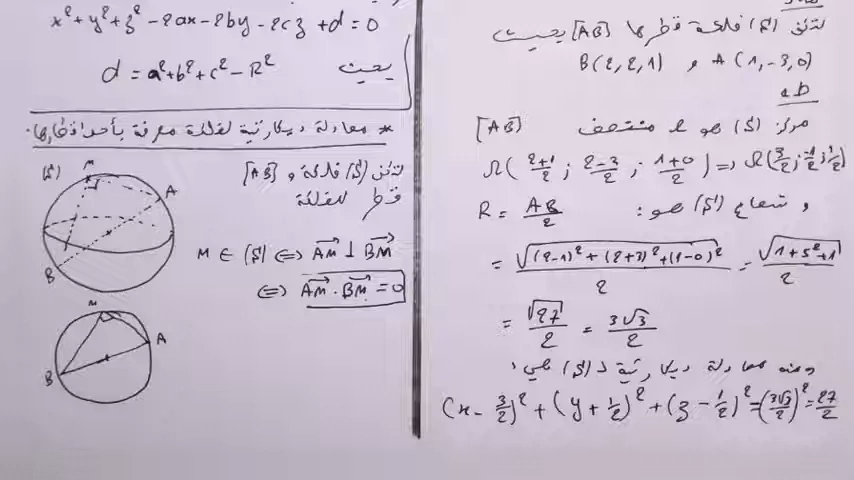 x²+y²+z²-2ax-2by-2cz+d=0
بحيث d=a²+b²+c²-R²
* معادلة ديكارتية لفلكة معرفة بأحد أقطارها.
لتكن (S) فلكة و [AB]
قطر للفلكة
(S) M A B
M ∈ (S) ⟺ AM⃗ ⊥ BM⃗
⟺ AM⃗ . BM⃗ = 0
M A B
لتكن (S) فلكة قطرها [AB] بحيث
A(1,-3,0) و B(2,2,1)
مركز (S) هو Ω منتصف [AB]
Ω(2+1/2 ; 2-3/2 ; 1+0/2) ⟹ Ω(3/2 ; -1/2 ; 1/2)
و شعاع (S) هو: R = AB/2
= √((2-1)²+(2+3)²+(1-0)²)/2 = √(1+5²+1)/2
= √27/2 = 3√3/2
ومنه معادلة ديكارتية لـ (S) هي:
(x-3/2)²+(y+1/2)²+(z-1/2)²=(3√3/2)²=27/2